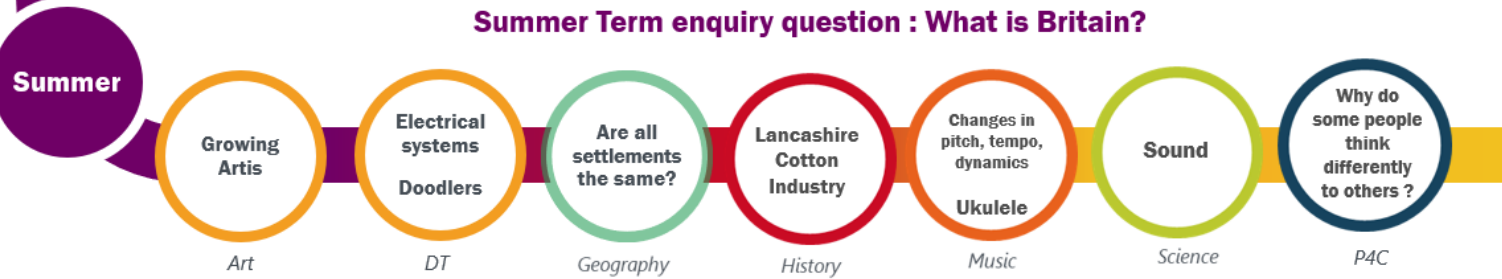 Summer Term enquiry question : What is Britain?
Summer
Growing
Artis
Art
Electrical
systems
Doodlers
DT
Are all
settlements
the same?
Geography
Lancashire
Cotton
Industry
History
Changes in
pitch, tempo,
dynamics
Ukulele
Music
Sound
Science
Why do
some people
think
differently
to others ?
P4C